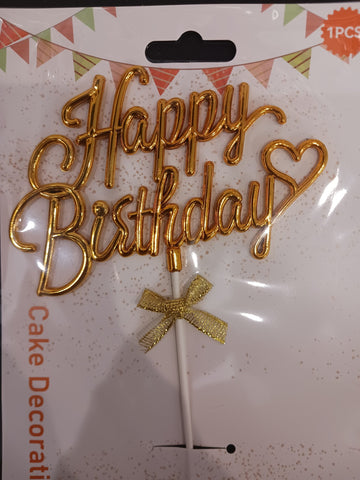 1PCS
Happy
Birthday
Cake Decorati